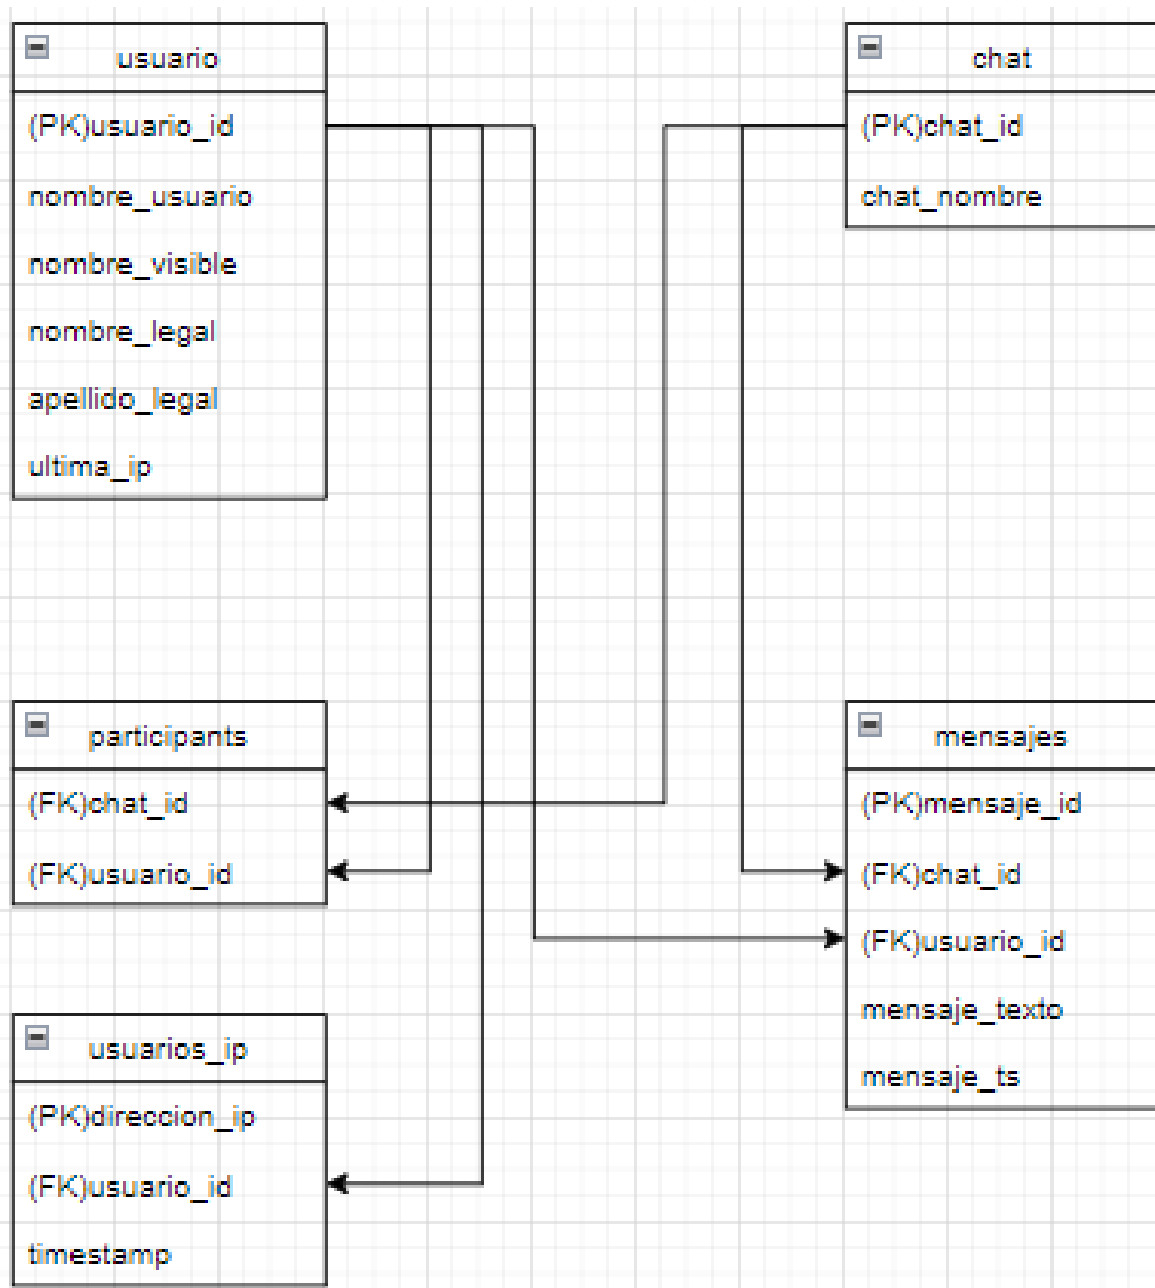 usuario
(PK)usuario_id
nombre_usuario
nombre_visible
nombre_legal
apellido_legal
ultima_ip
chat
(PK)chat_id
chat_nombre
participants
(FK)chat_id
(FK)usuario_id
mensajes
(PK)mensaje_id
(FK)chat_id
(FK)usuario_id
mensaje_texto
mensaje_ts
usuarios_ip
(PK)direccion_ip
(FK)usuario_id
timestamp